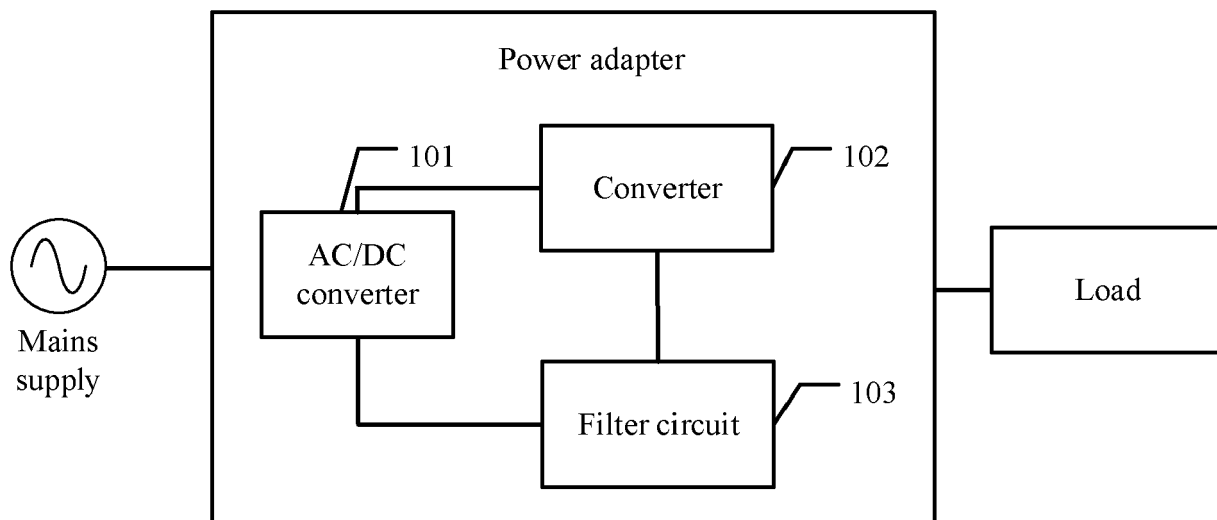 Power adapter
101
Converter
102
AC/DC
converter
Mains
supply
Load
Filter circuit
103